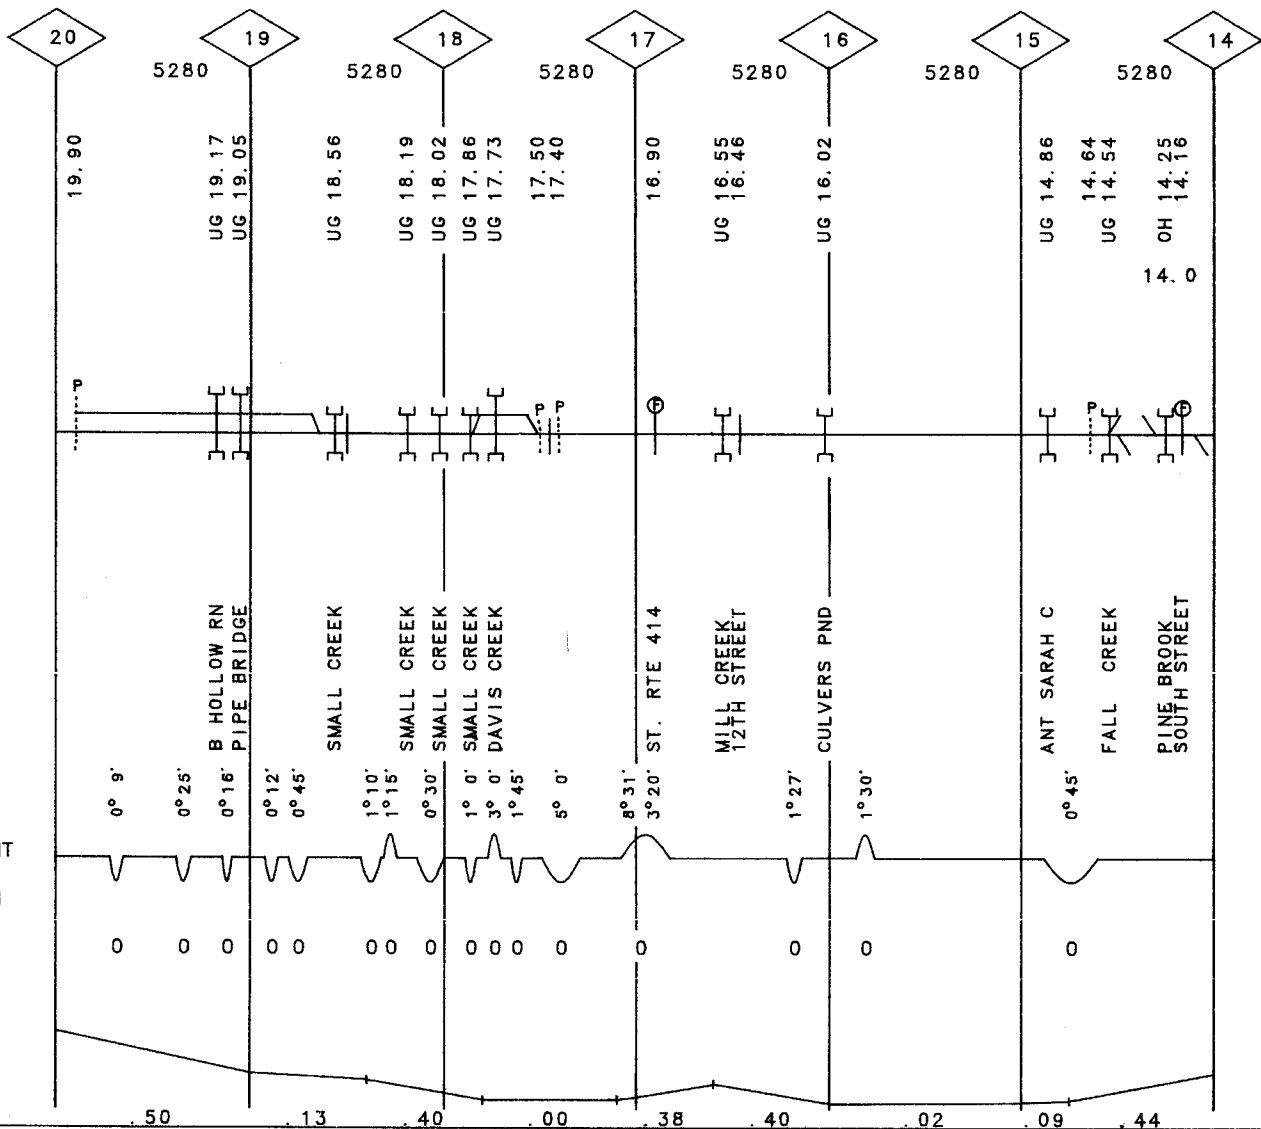 20 19 18 17 16 15 14
5280 5280 5280 5280 5280 5280
19.90
UG 19.17
UG 19.05
UG 18.56
UG 18.19
UG 18.02
UG 17.86
UG 17.73
17.50
17.40
16.90
UG 16.55
16.46
UG 16.02
UG 14.86
14.64
UG 14.54
OH 14.25
14.16
14.0
P P P F P F
B HOLLOW RN
PIPE BRIDGE
SMALL CREEK
SMALL CREEK
SMALL CREEK
SMALL CREEK
DAVIS CREEK
ST. RTE 414
MILL CREEK
12TH STREET
CULVERS PND
ANT SARAH C
FALL CREEK
PINE BROOK
SOUTH STREET
0° 9'
0°25'
0°16'
0°12'
0°45'
1°10'
1°15'
0°30'
1° 0'
3° 0'
1°45'
5° 0'
8°31'
3°20'
1°27'
1°30'
0°45'
0 0 0 0 0 0 0 0 0 0 0 0 0 0 0 0
.50 .13 .40 .00 .38 .40 .02 .09 .44